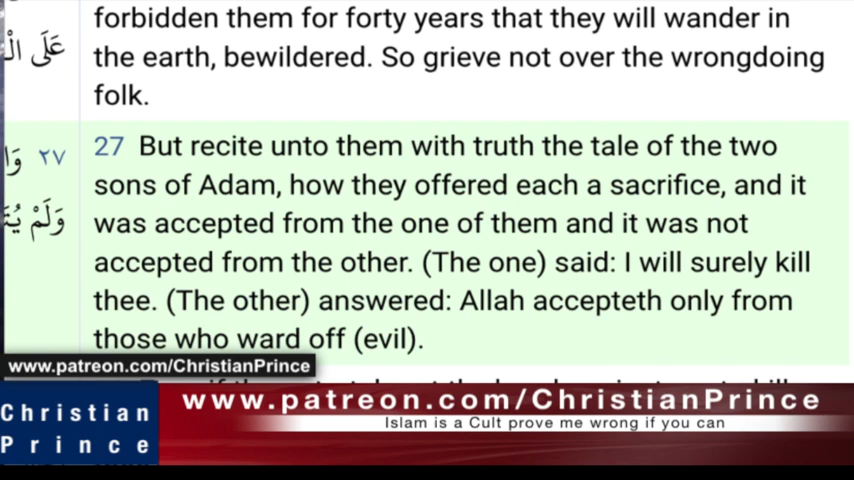 forbidden them for forty years that they will wander in
the earth, bewildered. So grieve not over the wrongdoing
folk.
عَلَى الْ
27 But recite unto them with truth the tale of the two
sons of Adam, how they offered each a sacrifice, and it
was accepted from the one of them and it was not
accepted from the other. (The one) said: I will surely kill
thee. (The other) answered: Allah accepteth only from
those who ward off (evil).
٢٧ وَا
وَلَمْ يُتَ
www.patreon.com/ChristianPrince
Christian
Prince
www.patreon.com/ChristianPrince
Islam is a Cult prove me wrong if you can